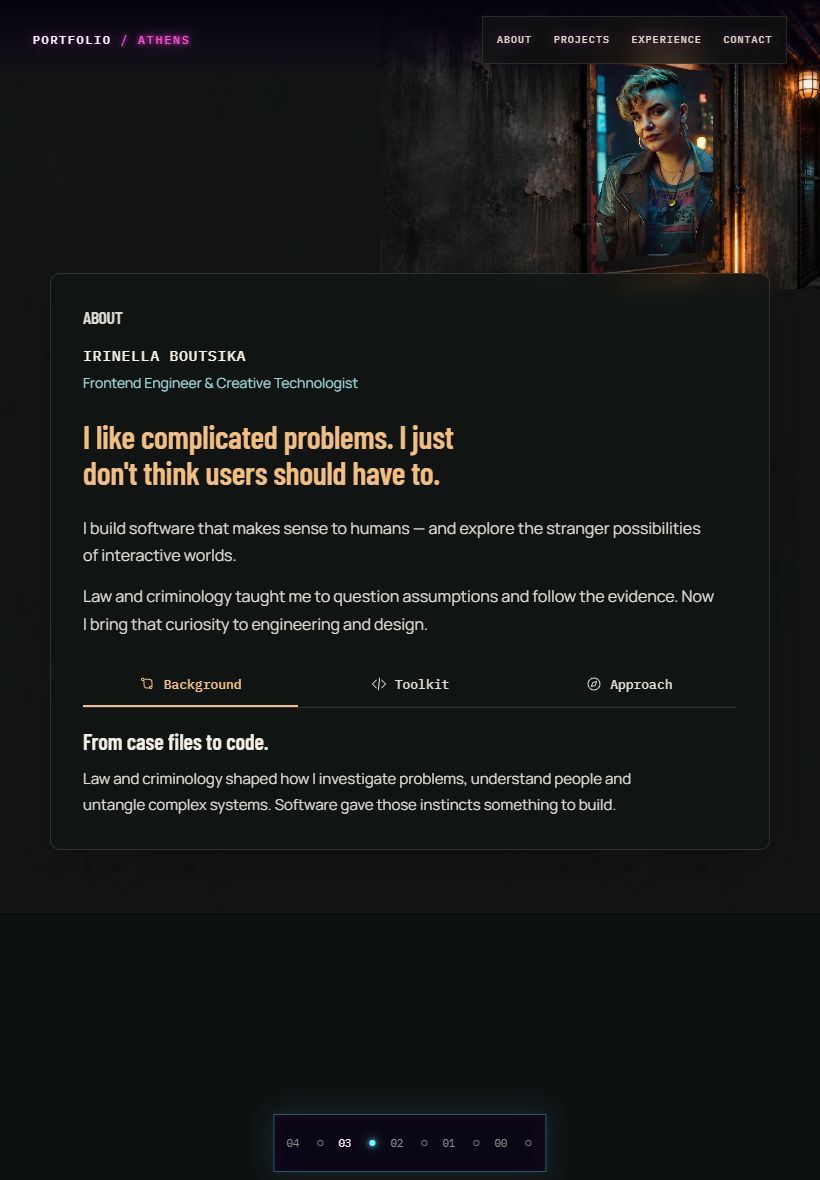 PORTFOLIO / ATHENS
ABOUT PROJECTS EXPERIENCE CONTACT
ABOUT
IRINELLA BOUTSIKA
Frontend Engineer & Creative Technologist
I like complicated problems. I just
don't think users should have to.
I build software that makes sense to humans — and explore the stranger possibilities
of interactive worlds.
Law and criminology taught me to question assumptions and follow the evidence. Now
I bring that curiosity to engineering and design.
Background Toolkit Approach
From case files to code.
Law and criminology shaped how I investigate problems, understand people and
untangle complex systems. Software gave those instincts something to build.
04 03 02 01 00